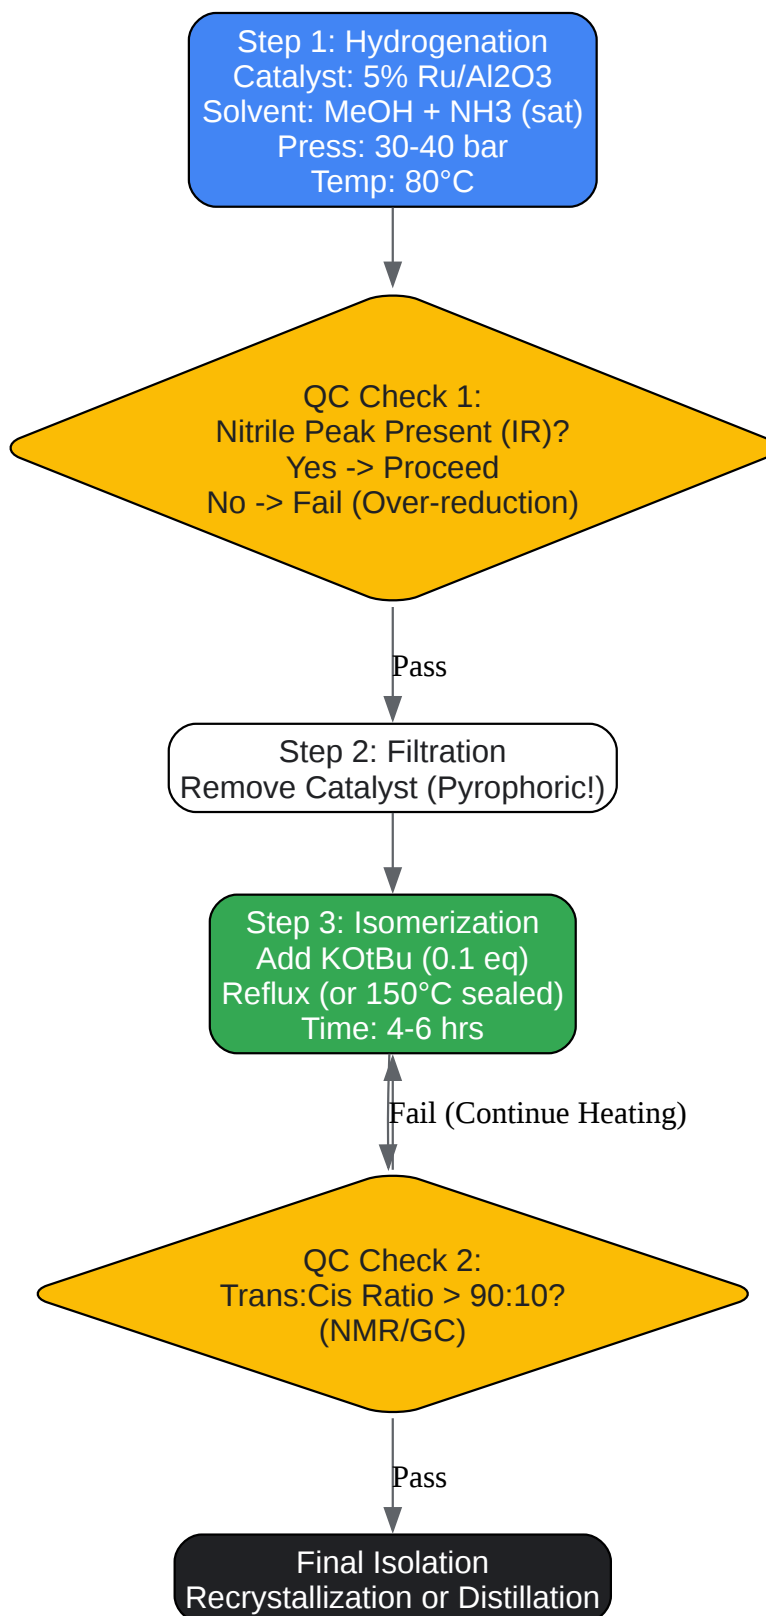 Step 1: Hydrogenation
Catalyst: 5% Ru/Al2O3
Solvent: MeOH + NH3 (sat)
Press: 30-40 bar
Temp: 80°C
QC Check 1:
Nitrile Peak Present (IR)?
Yes -> Proceed
No -> Fail (Over-reduction)
Pass
Step 2: Filtration
Remove Catalyst (Pyrophoric!)
Step 3: Isomerization
Add KOtBu (0.1 eq)
Reflux (or 150°C sealed)
Time: 4-6 hrs
Fail (Continue Heating)
QC Check 2:
Trans:Cis Ratio > 90:10?
(NMR/GC)
Pass
Final Isolation
Recrystallization or Distillation